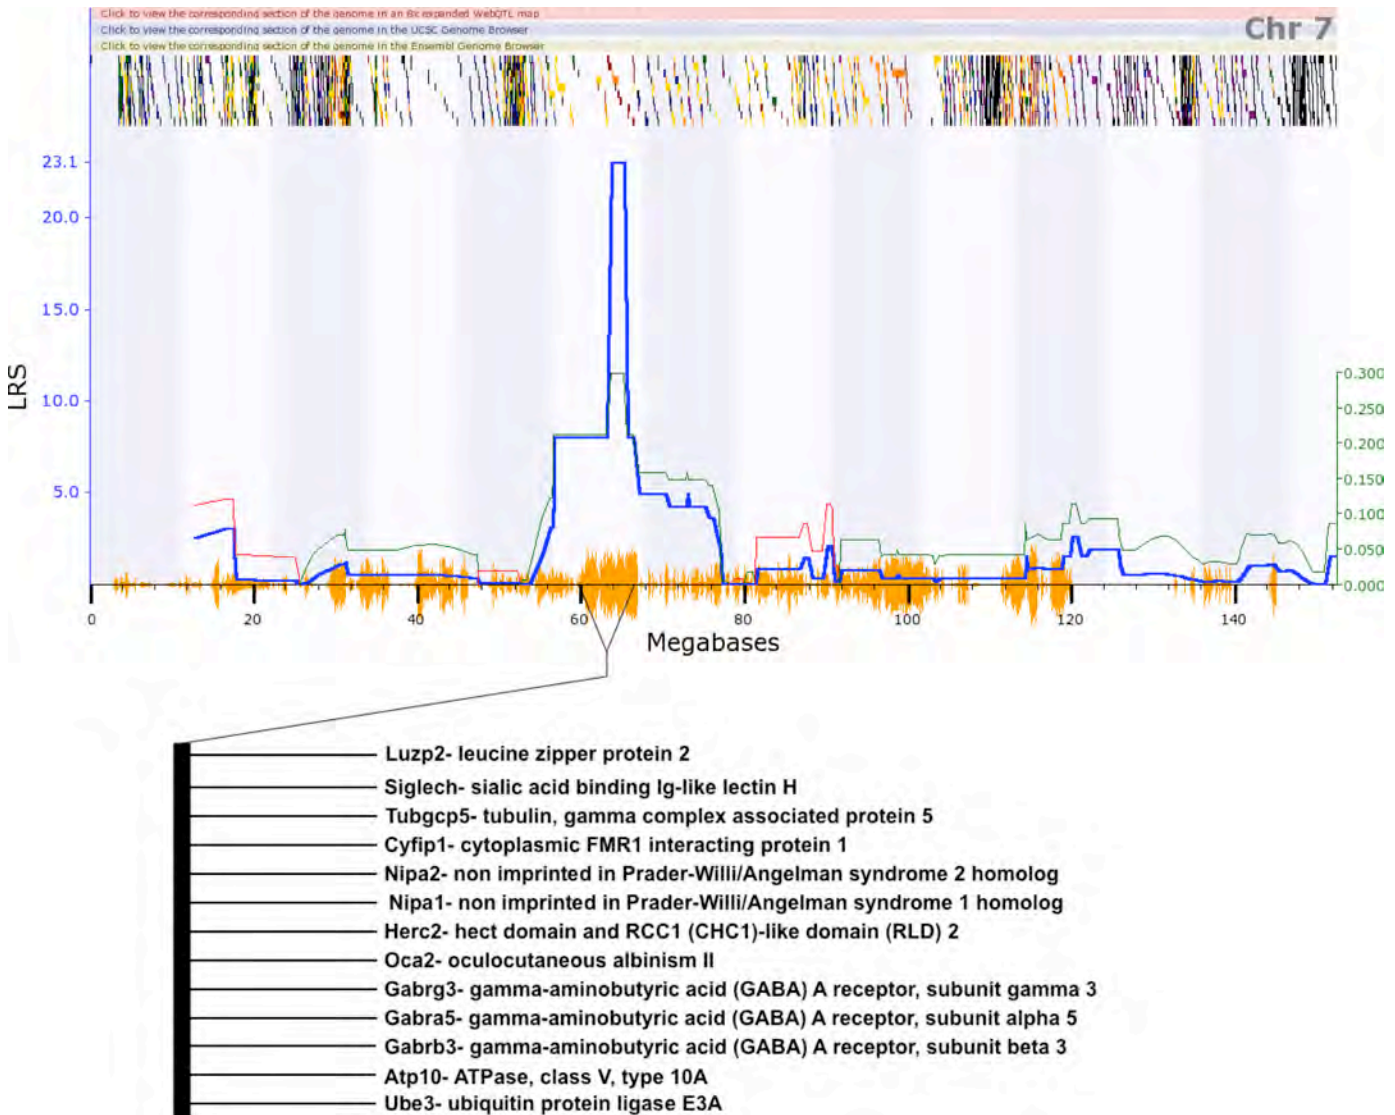 Click to view the corresponding section of the genome in an 8x expanded WebQTL map
Click to view the corresponding section of the genome in the UCSC Genome Browser
Click to view the corresponding section of the genome in the Ensembl Genome Browser
Chr 7
23.1
20.0
15.0
10.0
5.0
LRS
0.300
0.250
0.200
0.150
0.100
0.050
0.000
0 20 40 60 80 100 120 140
Megabases
Luzp2- leucine zipper protein 2
Siglech- sialic acid binding Ig-like lectin H
Tubgcp5- tubulin, gamma complex associated protein 5
Cyfip1- cytoplasmic FMR1 interacting protein 1
Nipa2- non imprinted in Prader-Willi/Angelman syndrome 2 homolog
Nipa1- non imprinted in Prader-Willi/Angelman syndrome 1 homolog
Herc2- hect domain and RCC1 (CHC1)-like domain (RLD) 2
Oca2- oculocutaneous albinism II
Gabrg3- gamma-aminobutyric acid (GABA) A receptor, subunit gamma 3
Gabra5- gamma-aminobutyric acid (GABA) A receptor, subunit alpha 5
Gabrb3- gamma-aminobutyric acid (GABA) A receptor, subunit beta 3
Atp10- ATPase, class V, type 10A
Ube3- ubiquitin protein ligase E3A